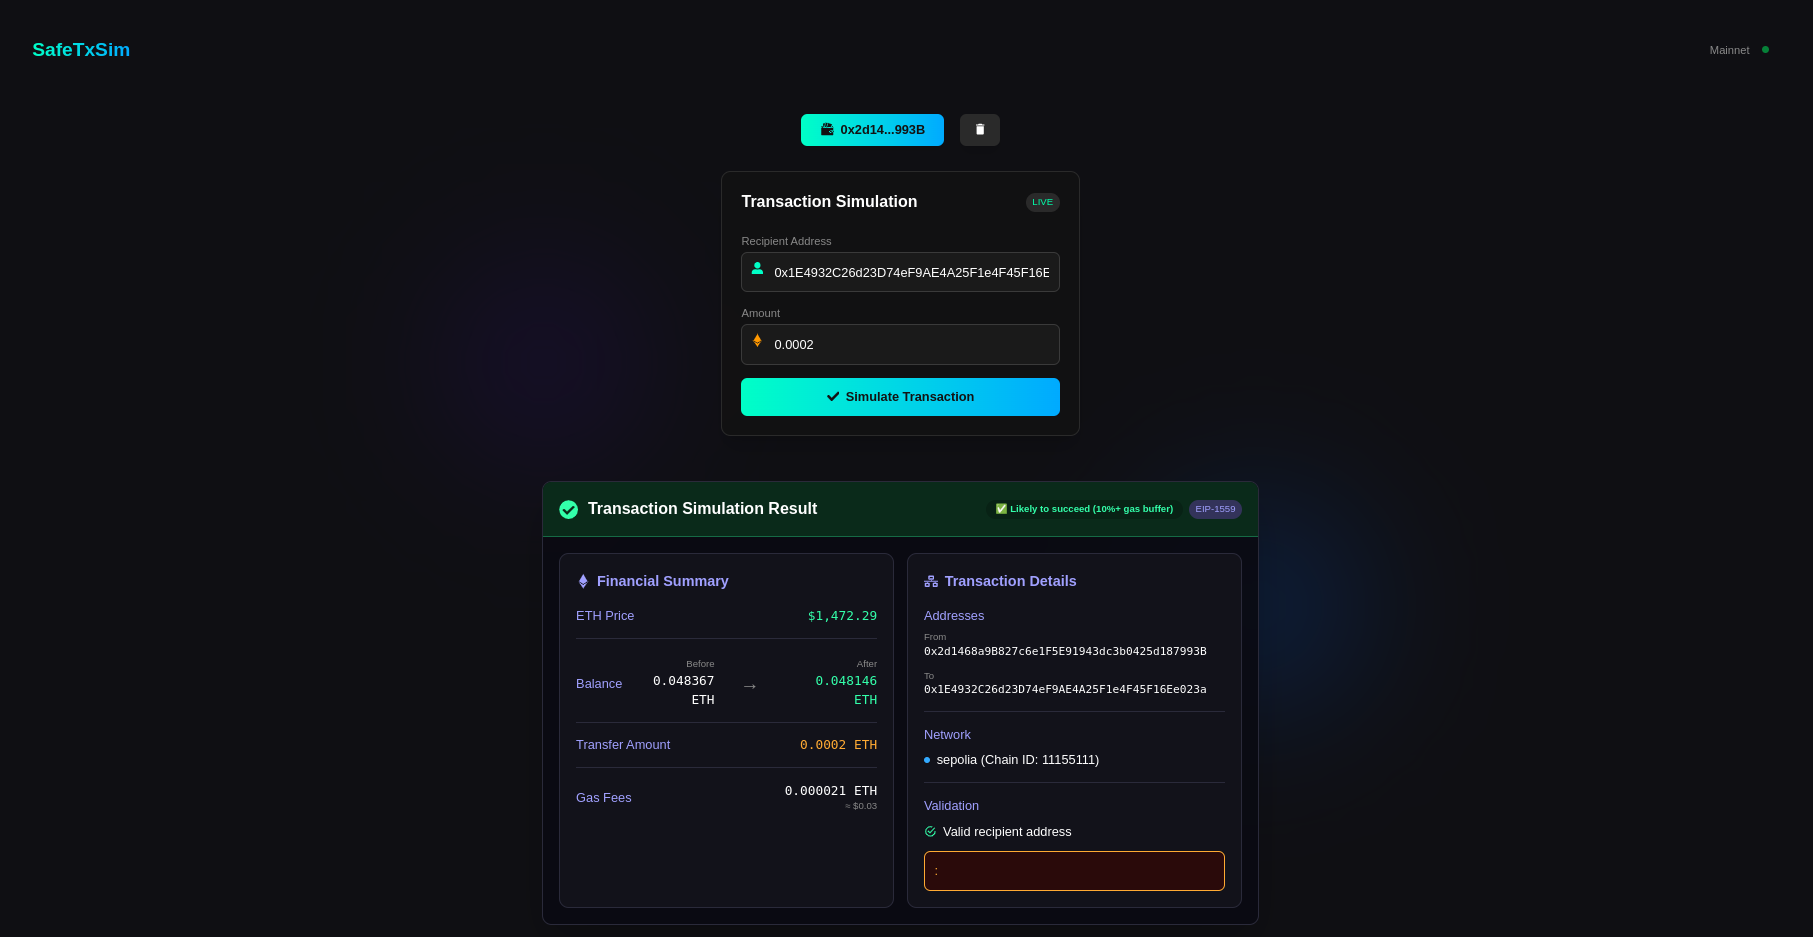 SafeTxSim
Mainnet
0x2d14...993B
Transaction Simulation
LIVE
Recipient Address
0x1E4932C26d23D74eF9AE4A25F1e4F45F16E
Amount
0.0002
Simulate Transaction
Transaction Simulation Result
✅ Likely to succeed (10%+ gas buffer)
EIP-1559
Financial Summary
ETH Price
$1,472.29
Balance
Before
0.048367
ETH
→
After
0.048146
ETH
Transfer Amount
0.0002 ETH
Gas Fees
0.000021 ETH
≈ $0.03
Transaction Details
Addresses
From
0x2d1468a9B827c6e1F5E91943dc3b0425d187993B
To
0x1E4932C26d23D74eF9AE4A25F1e4F45F16Ee023a
Network
sepolia (Chain ID: 11155111)
Validation
Valid recipient address
: